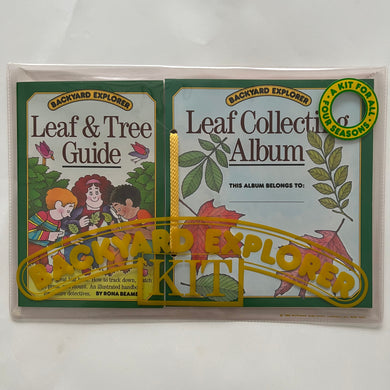 BACKYARD EXPLORER
Leaf & Tree
Guide
BY RONA BEAME
BACKYARD EXPLORER
Leaf Collecting
Album
THIS ALBUM BELONGS TO:
A KIT FOR ALL
FOUR SEASONS
BACKYARD EXPLORER
KIT